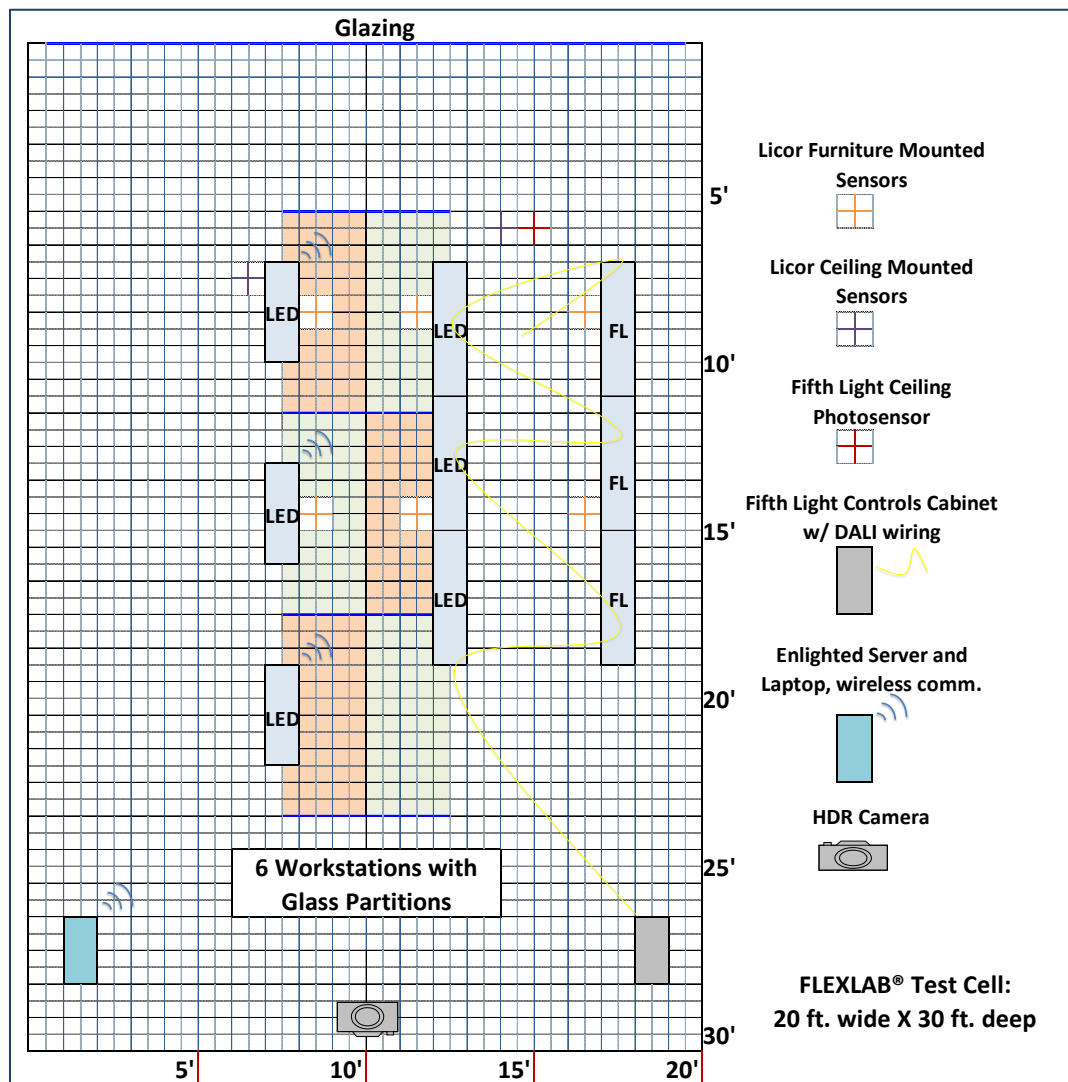 Glazing
5'
10'
15'
20'
25'
30'
LED
LED
FL
LED
LED
FL
LED
LED
FL
6 Workstations with
Glass Partitions
5'
10'
15'
20'
Licor Furniture Mounted
Sensors
Licor Ceiling Mounted
Sensors
Fifth Light Ceiling
Photosensor
Fifth Light Controls Cabinet
w/ DALI wiring
Enlighted Server and
Laptop, wireless comm.
HDR Camera
FLEXLAB® Test Cell:
20 ft. wide X 30 ft. deep